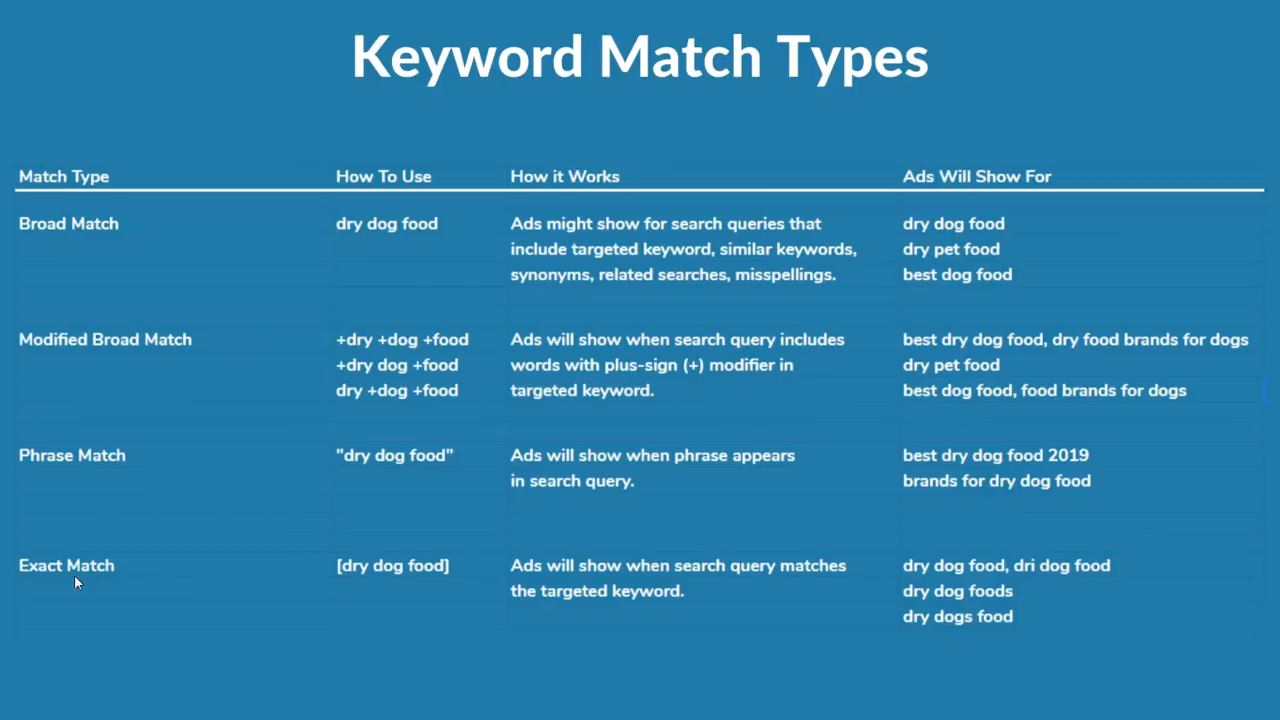 Keyword Match Types
Match Type How To Use How it Works Ads Will Show For
Broad Match dry dog food Ads might show for search queries that dry dog food
include targeted keyword, similar keywords, dry pet food
synonyms, related searches, misspellings. best dog food
Modified Broad Match +dry +dog +food Ads will show when search query includes best dry dog food, dry food brands for dogs
+dry dog +food words with plus-sign (+) modifier in dry pet food
dry +dog +food targeted keyword. best dog food, food brands for dogs
Phrase Match "dry dog food" Ads will show when phrase appears best dry dog food 2019
in search query. brands for dry dog food
Exact Match [dry dog food] Ads will show when search query matches dry dog food, dri dog food
the targeted keyword. dry dog foods
dry dogs food